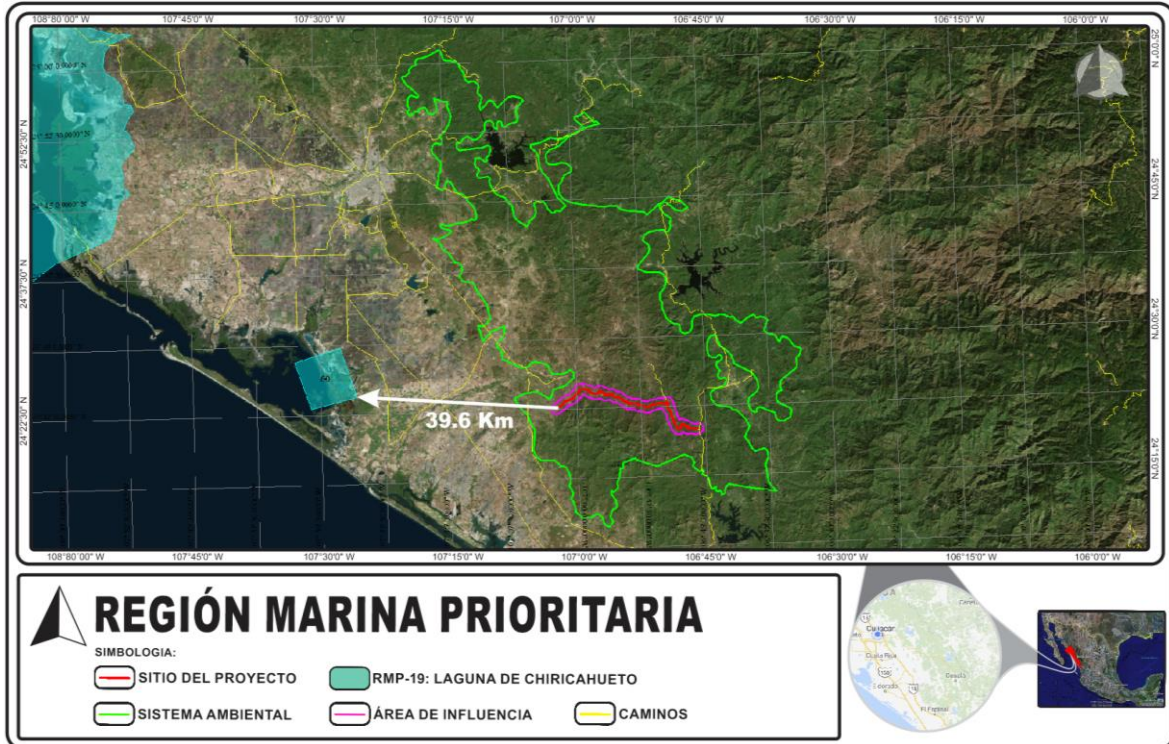 108°80'00" W 107°45'0"W 107°30'0"W 107°15'0"W 107°0'0"W 106°45'0"W 106°30'0"W 106°15'0"W 106°0'0"W
25°0'0" N
24°52'30" N
24°45'0"N
24°37'30" N
24°30'0"N
39.6 Km
24°22'30" N
24°15'0"N
108°80'00" W 107°45'0"W 107°30'0"W 107°15'0"W 107°0'0"W 106°45'0"W 106°30'0"W 106°15'0"W 106°0'0"W
REGIÓN MARINA PRIORITARIA
SIMBOLOGIA:
SITIO DEL PROYECTO RMP-19: LAGUNA DE CHIRICAHUETO
SISTEMA AMBIENTAL ÁREA DE INFLUENCIA CAMINOS
Costa Rica
Eldorado
Cosalá